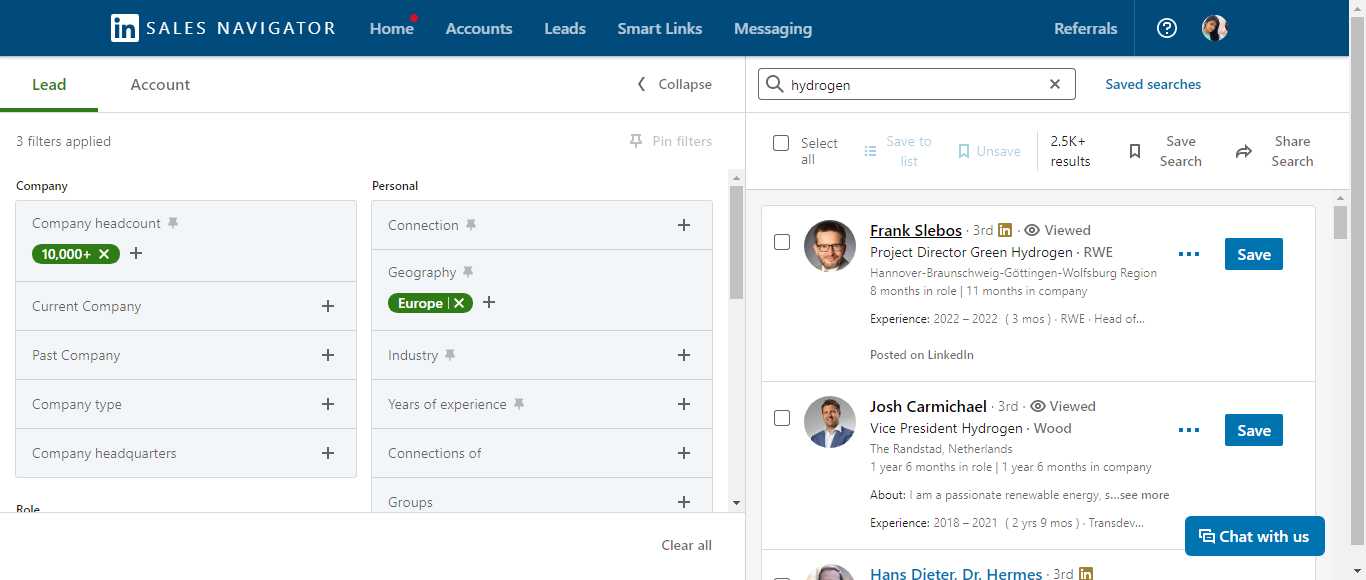 in SALES NAVIGATOR
Home
Accounts
Leads
Smart Links
Messaging
Referrals
Lead
Account
Collapse
3 filters applied
Pin filters
Company
Company headcount
10,000+
Current Company
Past Company
Company type
Company headquarters
Role
Personal
Connection
Geography
Europe
Industry
Years of experience
Connections of
Groups
Clear all
hydrogen
Saved searches
Select
all
Save to
list
Unsave
2.5K+
results
Save
Search
Share
Search
Frank Slebos · 3rd in · Viewed
Project Director Green Hydrogen · RWE
Hannover-Braunschweig-Göttingen-Wolfsburg Region
8 months in role | 11 months in company
Experience: 2022 – 2022 ( 3 mos ) · RWE · Head of...
Posted on LinkedIn
Save
Josh Carmichael · 3rd · Viewed
Vice President Hydrogen · Wood
The Randstad, Netherlands
1 year 6 months in role | 1 year 6 months in company
About: I am a passionate renewable energy, s...see more
Experience: 2018 – 2021 ( 2 yrs 9 mos ) · Transdev...
Save
Hans Dieter, Dr. Hermes · 3rd in
Chat with us